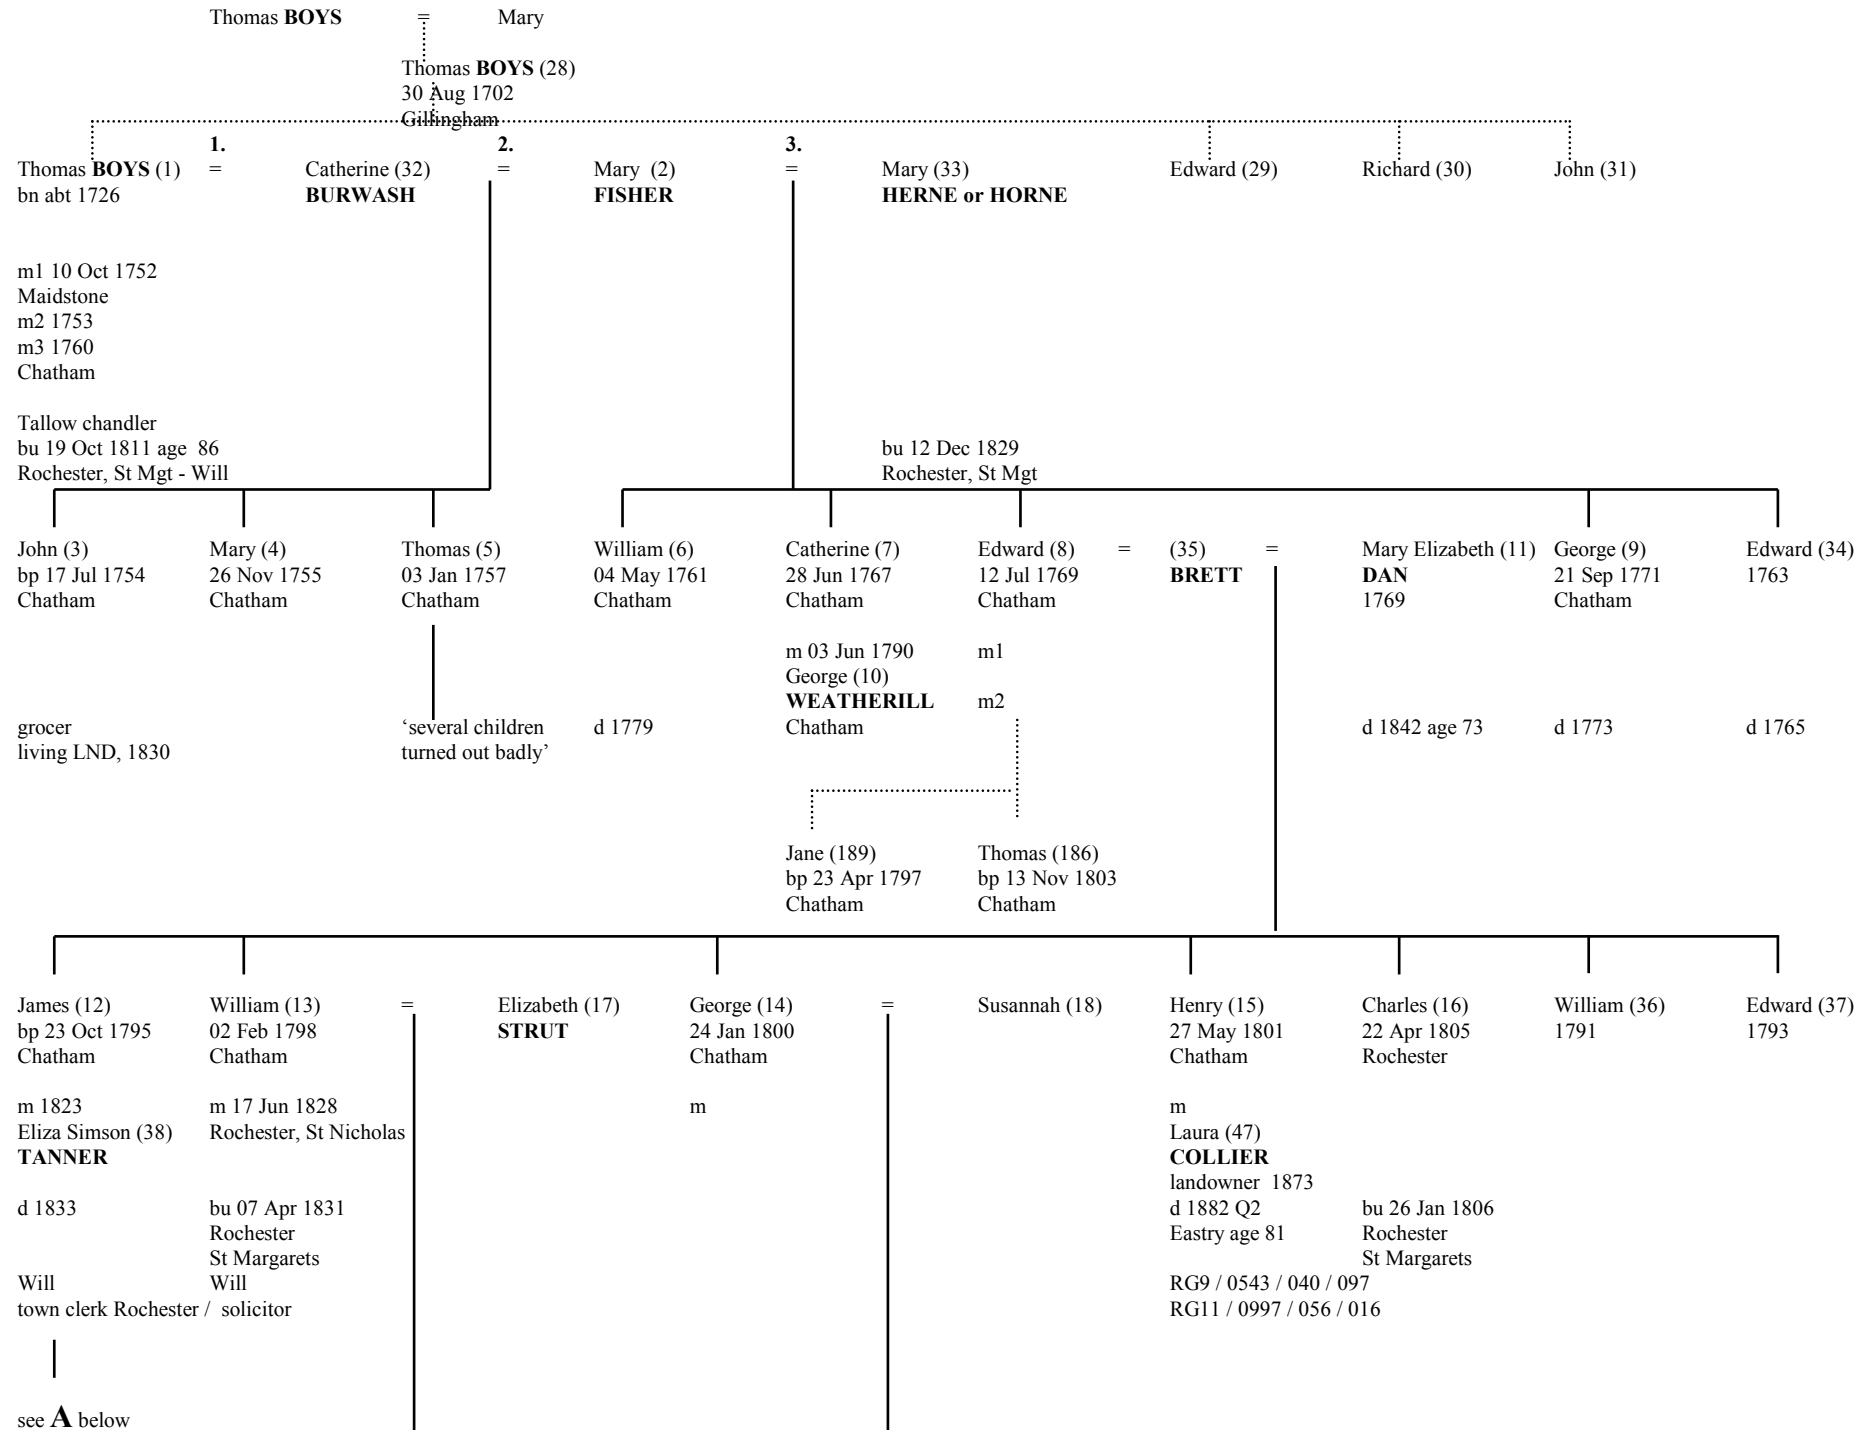 Thomas BOYS = Mary
Thomas BOYS (28)
30 Aug 1702
Gillingham
1. 2. 3.
Thomas BOYS (1) = Catherine (32) = Mary (2) = Mary (33) Edward (29) Richard (30) John (31)
bn abt 1726 BURWASH FISHER HERNE or HORNE
m1 10 Oct 1752
Maidstone
m2 1753
m3 1760
Chatham
Tallow chandler
bu 19 Oct 1811 age 86 bu 12 Dec 1829
Rochester, St Mgt - Will Rochester, St Mgt
John (3) Mary (4) Thomas (5) William (6) Catherine (7) Edward (8) = (35) = Mary Elizabeth (11) George (9) Edward (34)
bp 17 Jul 1754 26 Nov 1755 03 Jan 1757 04 May 1761 28 Jun 1767 12 Jul 1769 BRETT DAN 21 Sep 1771 1763
Chatham Chatham Chatham Chatham Chatham Chatham 1769 Chatham
m 03 Jun 1790 m1
George (10)
WEATHERILL m2
grocer ‘several children d 1779 Chatham d 1842 age 73 d 1773 d 1765
living LND, 1830 turned out badly’
Jane (189) Thomas (186)
bp 23 Apr 1797 bp 13 Nov 1803
Chatham Chatham
James (12) William (13) = Elizabeth (17) George (14) = Susannah (18) Henry (15) Charles (16) William (36) Edward (37)
bp 23 Oct 1795 02 Feb 1798 STRUT 24 Jan 1800 27 May 1801 22 Apr 1805 1791 1793
Chatham Chatham Chatham Chatham Rochester
m 1823 m 17 Jun 1828 m m
Eliza Simson (38) Rochester, St Nicholas Laura (47)
TANNER COLLIER
landowner 1873
d 1833 bu 07 Apr 1831 d 1882 Q2 bu 26 Jan 1806
Rochester Eastry age 81 Rochester
St Margarets St Margarets
Will Will RG9 / 0543 / 040 / 097
town clerk Rochester / solicitor RG11 / 0997 / 056 / 016
see A below